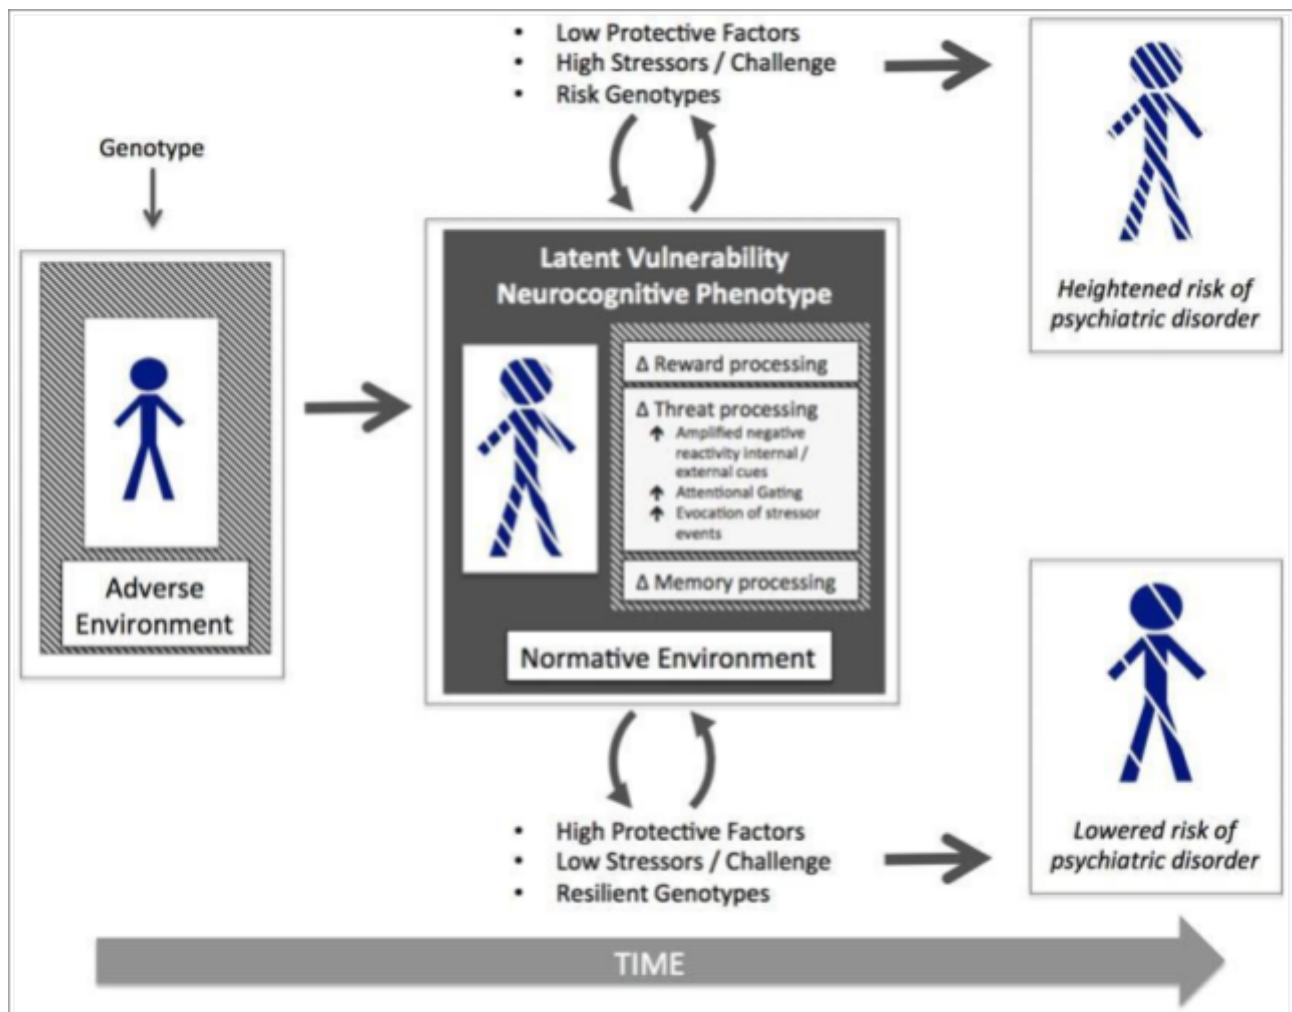 • Low Protective Factors
• High Stressors / Challenge
• Risk Genotypes
Genotype
Adverse
Environment
Latent Vulnerability
Neurocognitive Phenotype
Δ Reward processing
Δ Threat processing
↑ Amplified negative
reactivity internal /
external cues
↑ Attentional Gating
↑ Evocation of stressor
events
Δ Memory processing
Normative Environment
• High Protective Factors
• Low Stressors / Challenge
• Resilient Genotypes
Heightened risk of
psychiatric disorder
Lowered risk of
psychiatric disorder
TIME